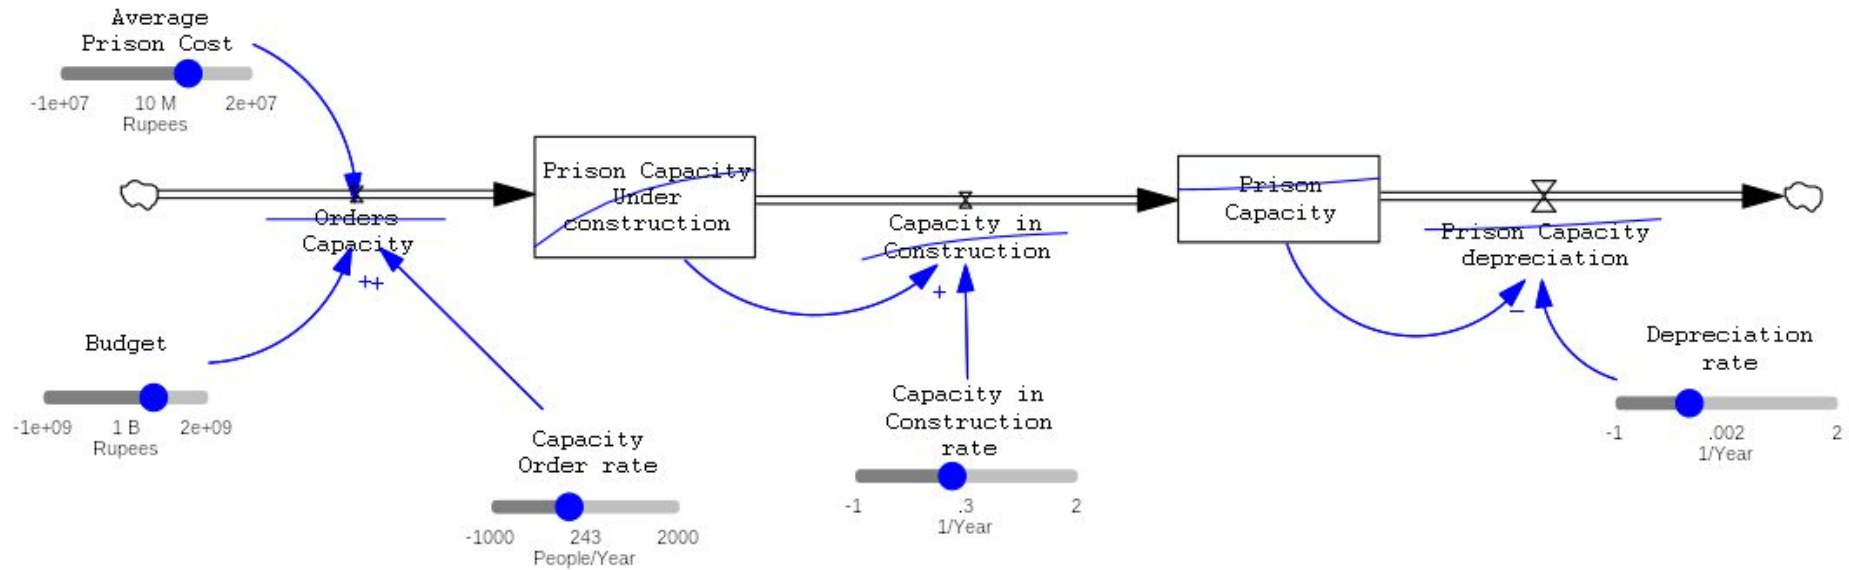 Average
Prison Cost
-1e+07 10 M 2e+07
Rupees
Orders
Capacity
++
Prison Capacity
Under
construction
Capacity in
Construction
+
Prison
Capacity
Prison Capacity
depreciation
–
Budget
-1e+09 1 B 2e+09
Rupees
Capacity
Order rate
-1000 243 2000
People/Year
Capacity in
Construction
rate
-1 .3 2
1/Year
Depreciation
rate
-1 .002 2
1/Year